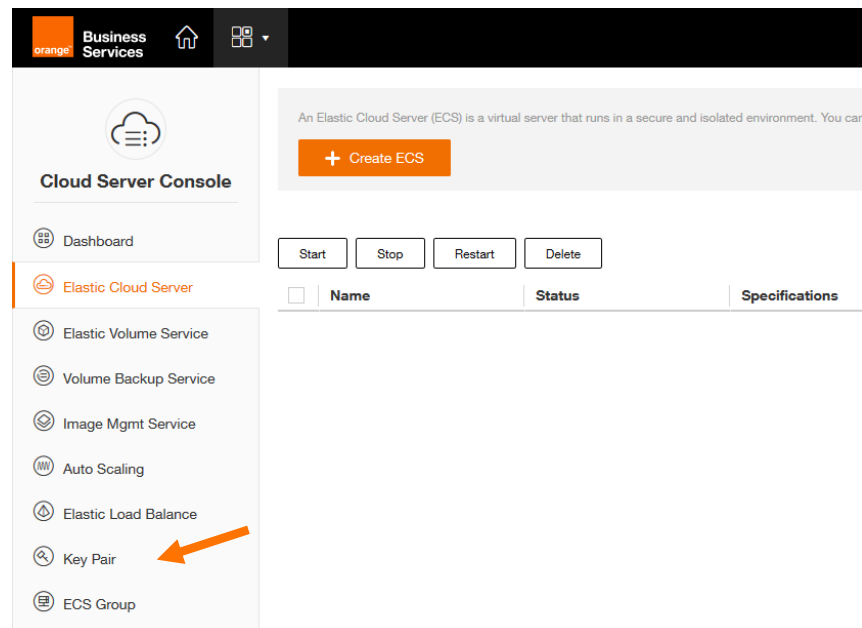 orange™
Business
Services
An Elastic Cloud Server (ECS) is a virtual server that runs in a secure and isolated environment. You can
Create ECS
Cloud Server Console
Dashboard
Elastic Cloud Server
Elastic Volume Service
Volume Backup Service
Image Mgmt Service
Auto Scaling
Elastic Load Balance
Key Pair
ECS Group
Start Stop Restart Delete
Name Status Specifications